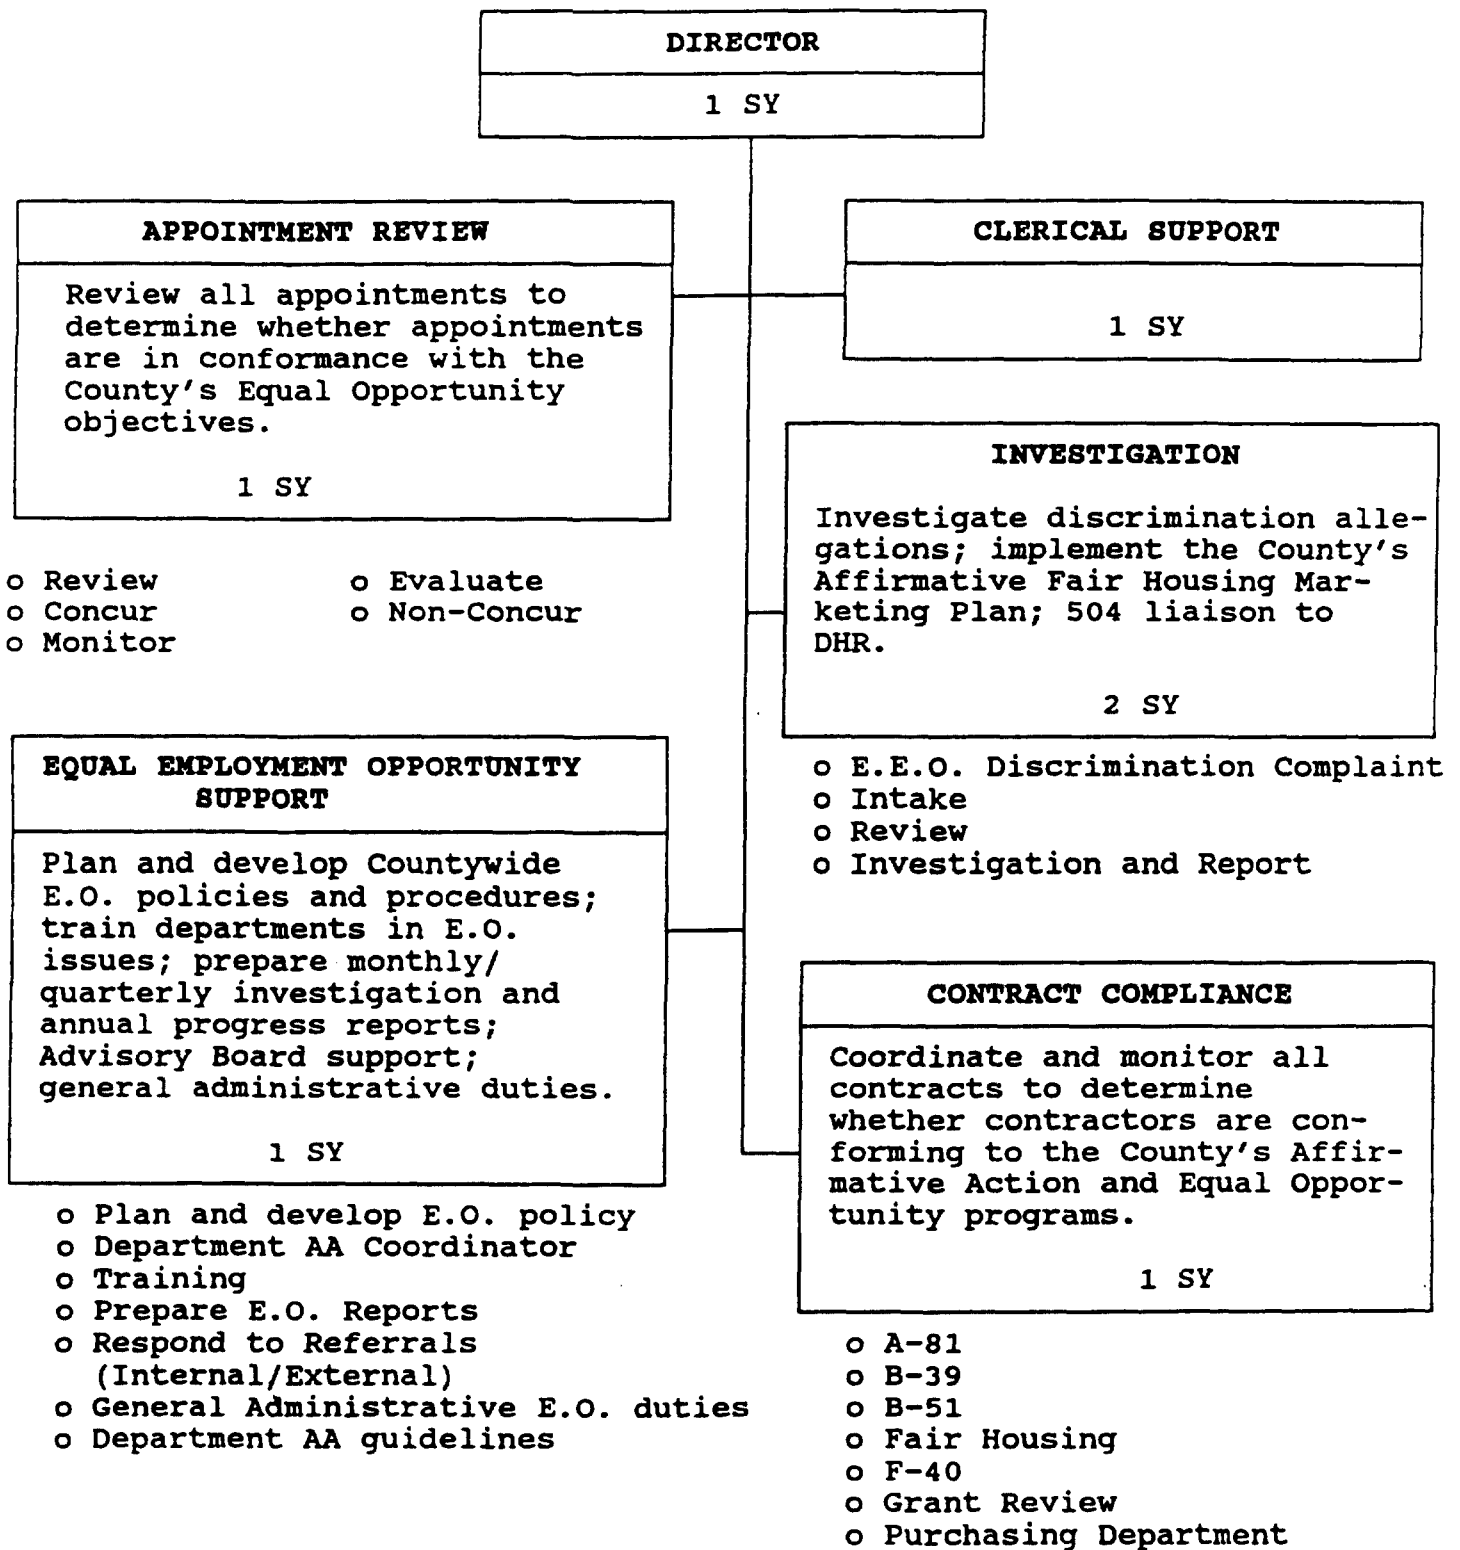 DIRECTOR
1 SY
APPOINTMENT REVIEW
Review all appointments to
determine whether appointments
are in conformance with the
County's Equal Opportunity
objectives.
1 SY
o Review
o Concur
o Monitor
o Evaluate
o Non-Concur
CLERICAL SUPPORT
1 SY
INVESTIGATION
Investigate discrimination alle-
gations; implement the County's
Affirmative Fair Housing Mar-
keting Plan; 504 liaison to
DHR.
2 SY
o E.E.O. Discrimination Complaint
o Intake
o Review
o Investigation and Report
EQUAL EMPLOYMENT OPPORTUNITY
SUPPORT
Plan and develop Countywide
E.O. policies and procedures;
train departments in E.O.
issues; prepare monthly/
quarterly investigation and
annual progress reports;
Advisory Board support;
general administrative duties.
1 SY
o Plan and develop E.O. policy
o Department AA Coordinator
o Training
o Prepare E.O. Reports
o Respond to Referrals
(Internal/External)
o General Administrative E.O. duties
o Department AA guidelines
CONTRACT COMPLIANCE
Coordinate and monitor all
contracts to determine
whether contractors are con-
forming to the County's Affir-
mative Action and Equal Oppor-
tunity programs.
1 SY
o A-81
o B-39
o B-51
o Fair Housing
o F-40
o Grant Review
o Purchasing Department